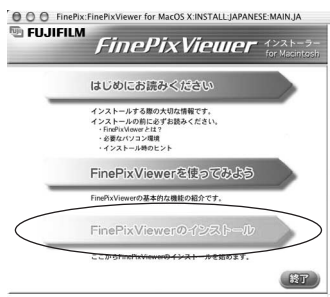 FinePix:FinePixViewer for MacOS X:INSTALL:JAPANESE:MAIN.JA
FUJIFILM
FinePixViewer インストーラー
for Macintosh
はじめにお読みください
インストールする際の大切な情報です。
インストールの前に必ずお読みください。
・FinePixViewerとは？
・必要なパソコン環境
・インストール時のヒント
FinePixViewerを使ってみよう
FinePixViewerの基本的な機能の紹介です。
FinePixViewerのインストール
ここからFinePixViewerのインストールを始めます。
終了